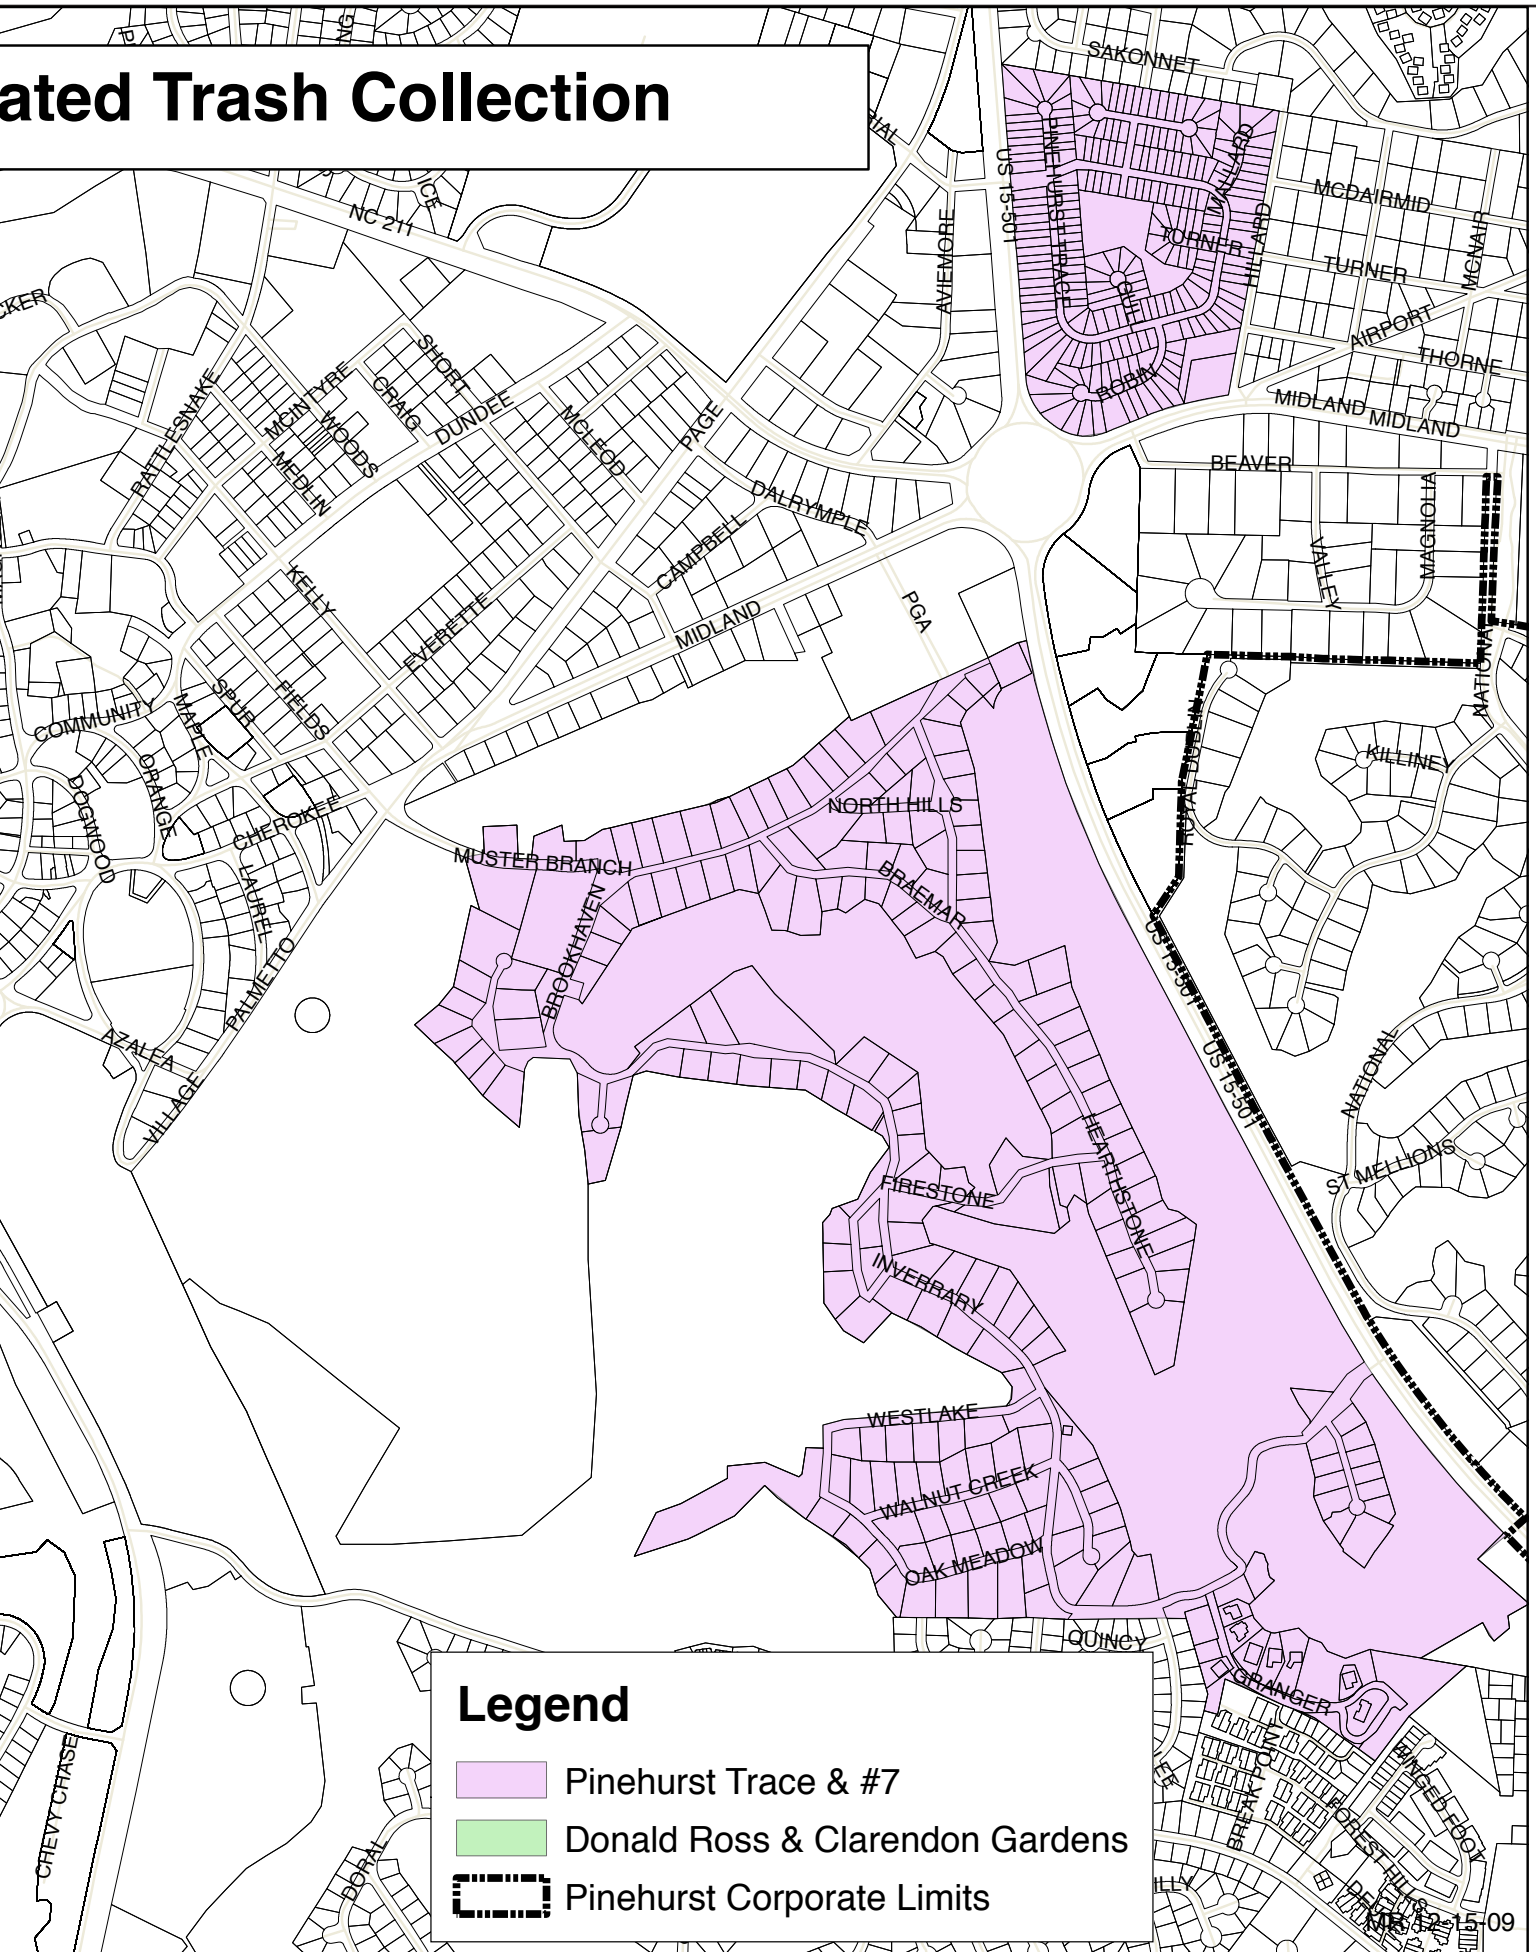 ated Trash Collection
SAKONNET
NC 211
US 15-501
PINEHURST TRACE
MALLARD
HILLARD
MCDAIRMID
TURNER
TURNER
MCNAIR
AVIEMORE
GULL
AIRPORT
THORNE
ROBIN
MIDLAND
MIDLAND
SHORT
MCINTYRE
CRAIG
RATTLESNAKE
WOODS
DUNDEE
MCLEOD
PAGE
MEDLIN
BEAVER
DALRYMPLE
MAGNOLIA
CAMPBELL
VALLEY
KELLY
PGA
EVERETTE
MIDLAND
NATIONAL
COMMUNITY
MAPLE
SPUR
FIELDS
ROYAL DUBLIN
KILLINEY
ORANGE
DOGWOOD
CHEROKEE
NORTH HILLS
MUSTER BRANCH
BRAEMAR
LAUREL
BROOKHAVEN
PALMETTO
US 15-501
AZALEA
US 15-501
NATIONAL
VILLAGE
HEARTHSTONE
ST MELLIONS
FIRESTONE
INVERRARY
WESTLAKE
WALNUT CREEK
OAK MEADOW
QUINCY
GRANGER
BREAK POINT
WINGED FOOT
FOREST HILLS
CHEVY CHASE
DORAL
Legend
Pinehurst Trace & #7
Donald Ross & Clarendon Gardens
Pinehurst Corporate Limits
MR 12-15-09